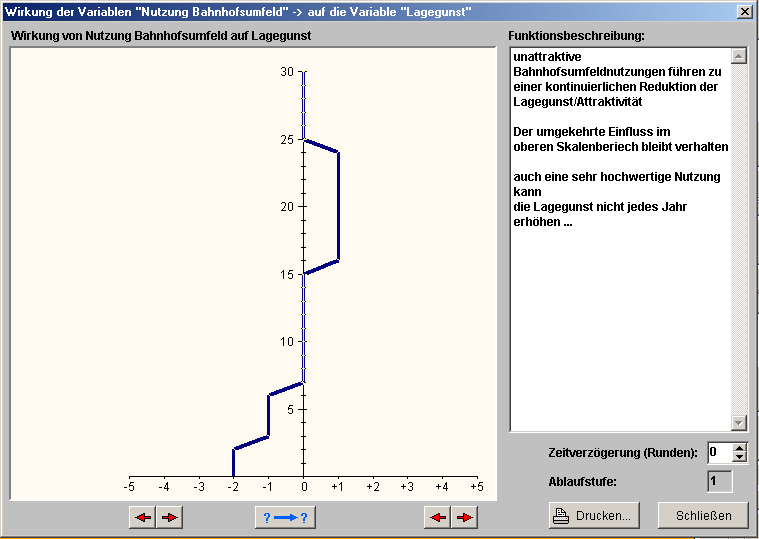 Wirkung der Variablen "Nutzung Bahnhofsumfeld" -> auf die Variable "Lagegunst"
Wirkung von Nutzung Bahnhofsumfeld auf Lagegunst
30
25
20
15
10
5
-5 -4 -3 -2 -1 0 +1 +2 +3 +4 +5
? ?
Funktionsbeschreibung:
unattraktive
Bahnhofsumfeldnutzungen führen zu
einer kontinuierlichen Reduktion der
Lagegunst/Attraktivität
Der umgekehrte Einfluss im
oberen Skalenberiech bleibt verhalten
auch eine sehr hochwertige Nutzung
kann
die Lagegunst nicht jedes Jahr
erhöhen ...
Zeitverzögerung (Runden): 0
Ablaufstufe: 1
Drucken... Schließen